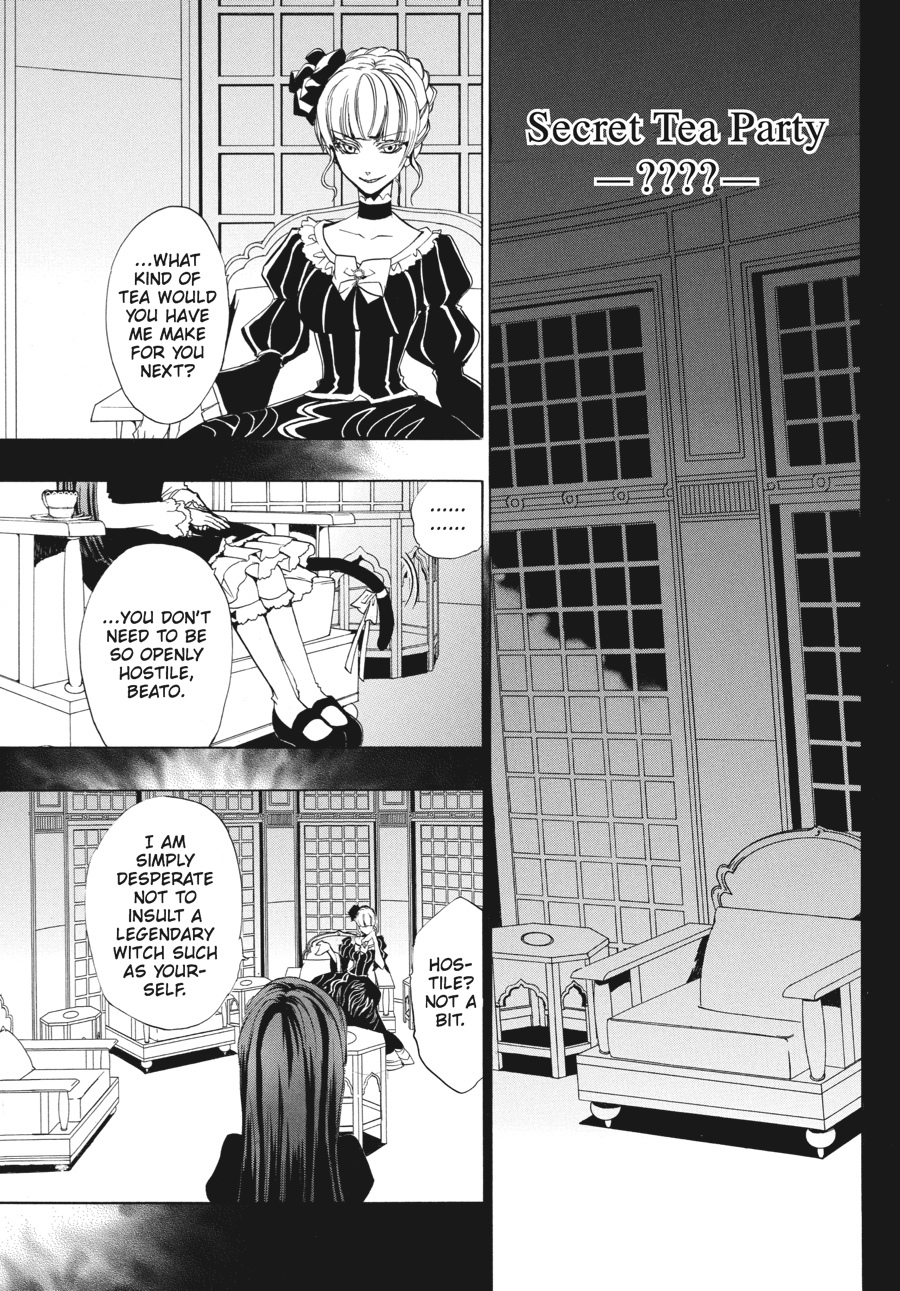 Secret Tea Party
—????—
...WHAT
KIND OF
TEA WOULD
YOU HAVE
ME MAKE
FOR YOU
NEXT?
......
......
...YOU DON'T
NEED TO BE
SO OPENLY
HOSTILE,
BEATO.
HOS-
TILE?
NOT A
BIT.
I AM
SIMPLY
DESPERATE
NOT TO
INSULT A
LEGENDARY
WITCH SUCH
AS YOUR-
SELF.